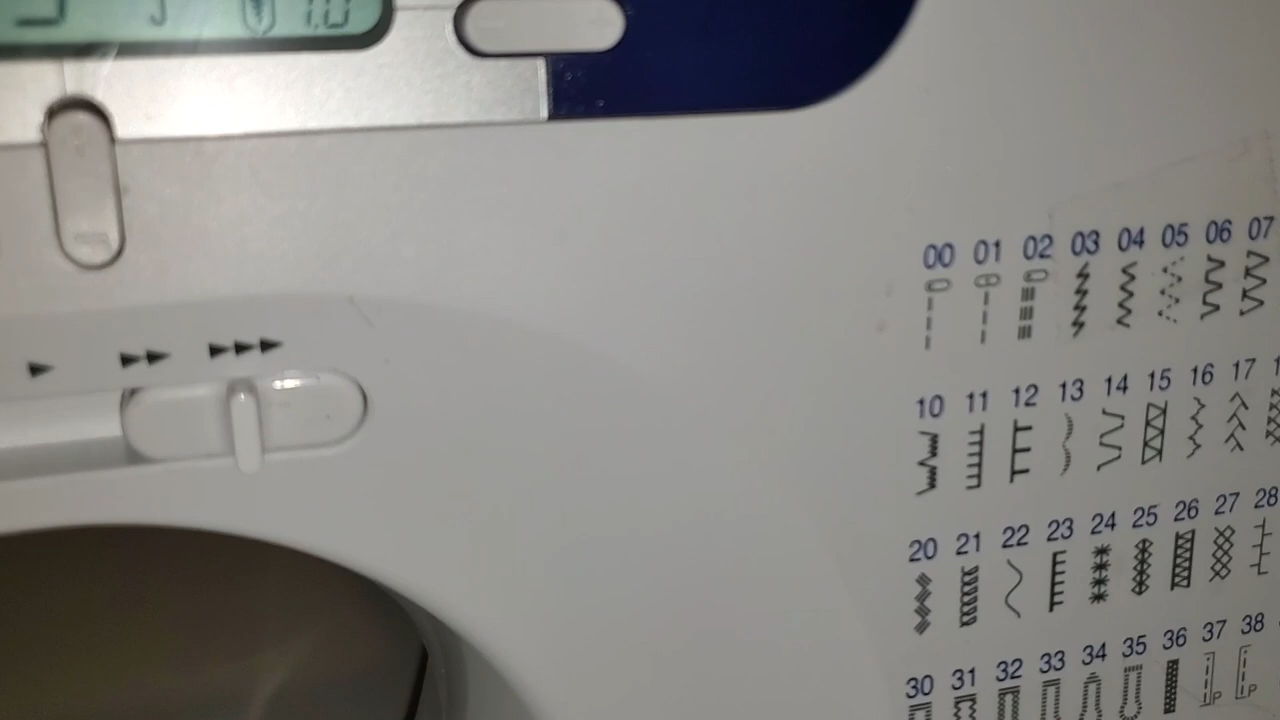 1.0
00 01 02 03 04 05 06 07
10 11 12 13 14 15 16 17
20 21 22 23 24 25 26 27 28
30 31 32 33 34 35 36 37 38
P P